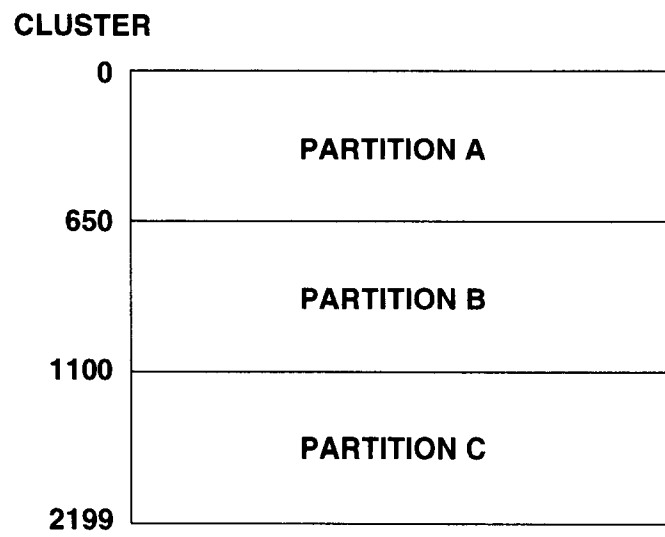 CLUSTER
0
PARTITION A
650
PARTITION B
1100
PARTITION C
2199